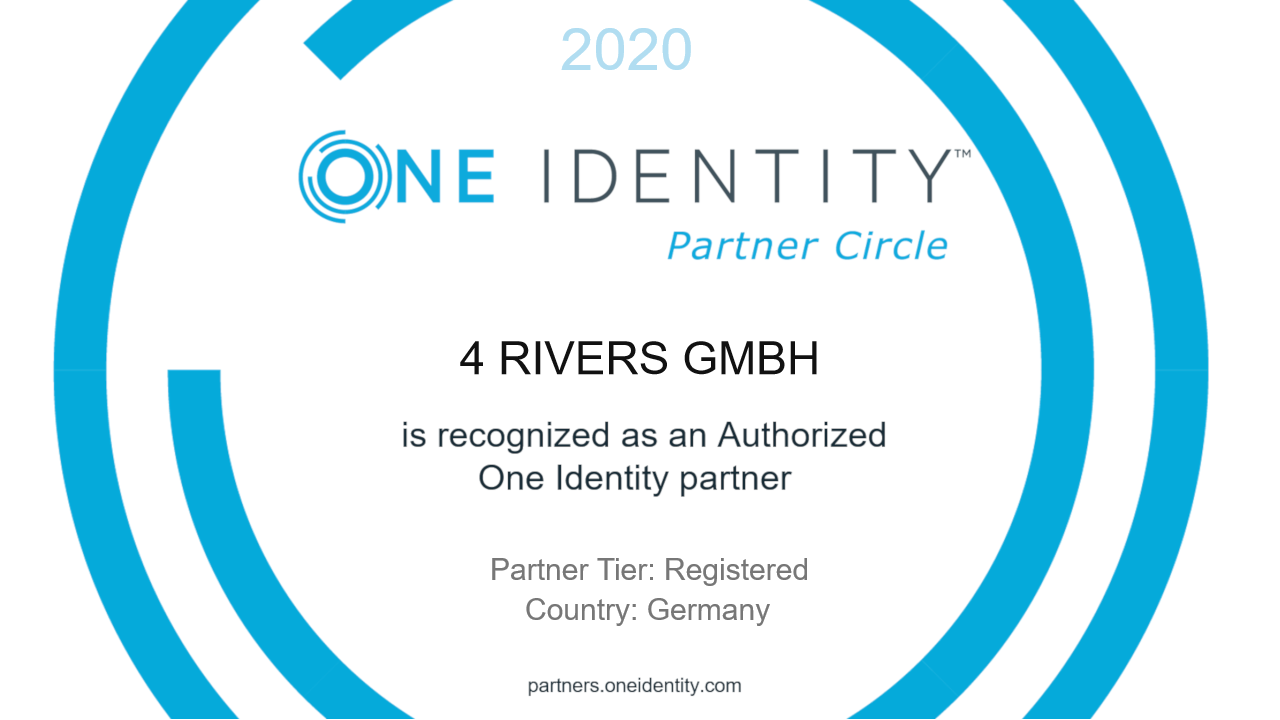 2020
ONE IDENTITY™
Partner Circle
4 RIVERS GMBH
is recognized as an Authorized
One Identity partner
Partner Tier: Registered
Country: Germany
partners.oneidentity.com